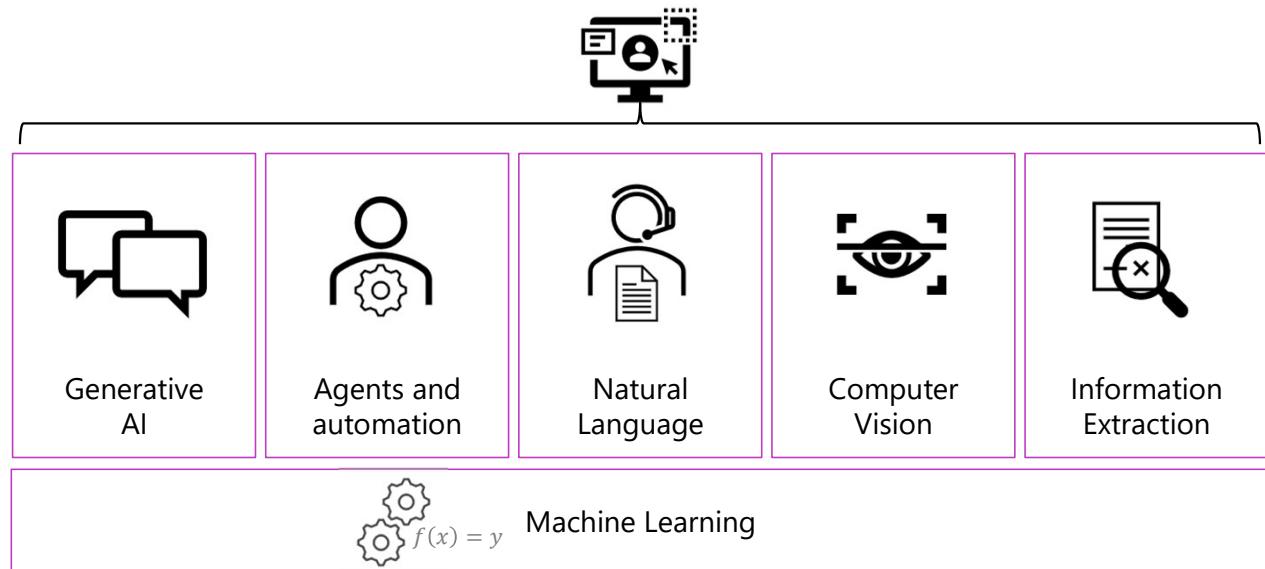 Generative
AI
Agents and
automation
Natural
Language
Computer
Vision
Information
Extraction
f(x) = y
Machine Learning